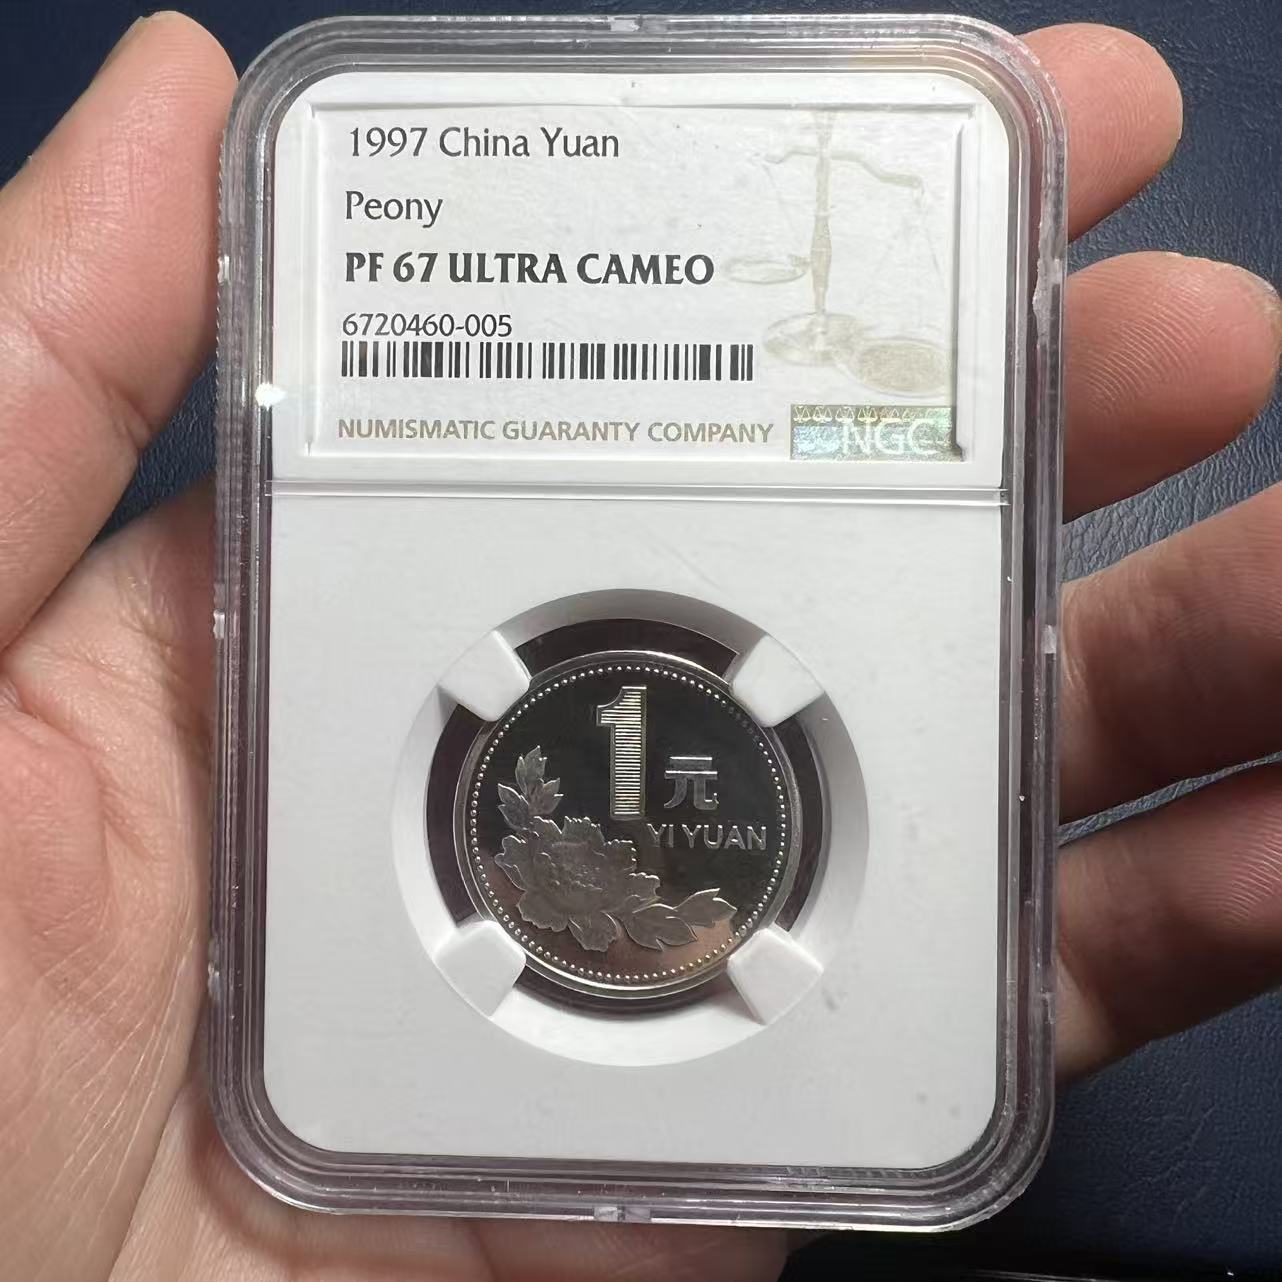 1997 China Yuan
Peony
PF 67 ULTRA CAMEO
6720460-005
NUMISMATIC GUARANTY COMPANY
NGC
1元
YI YUAN